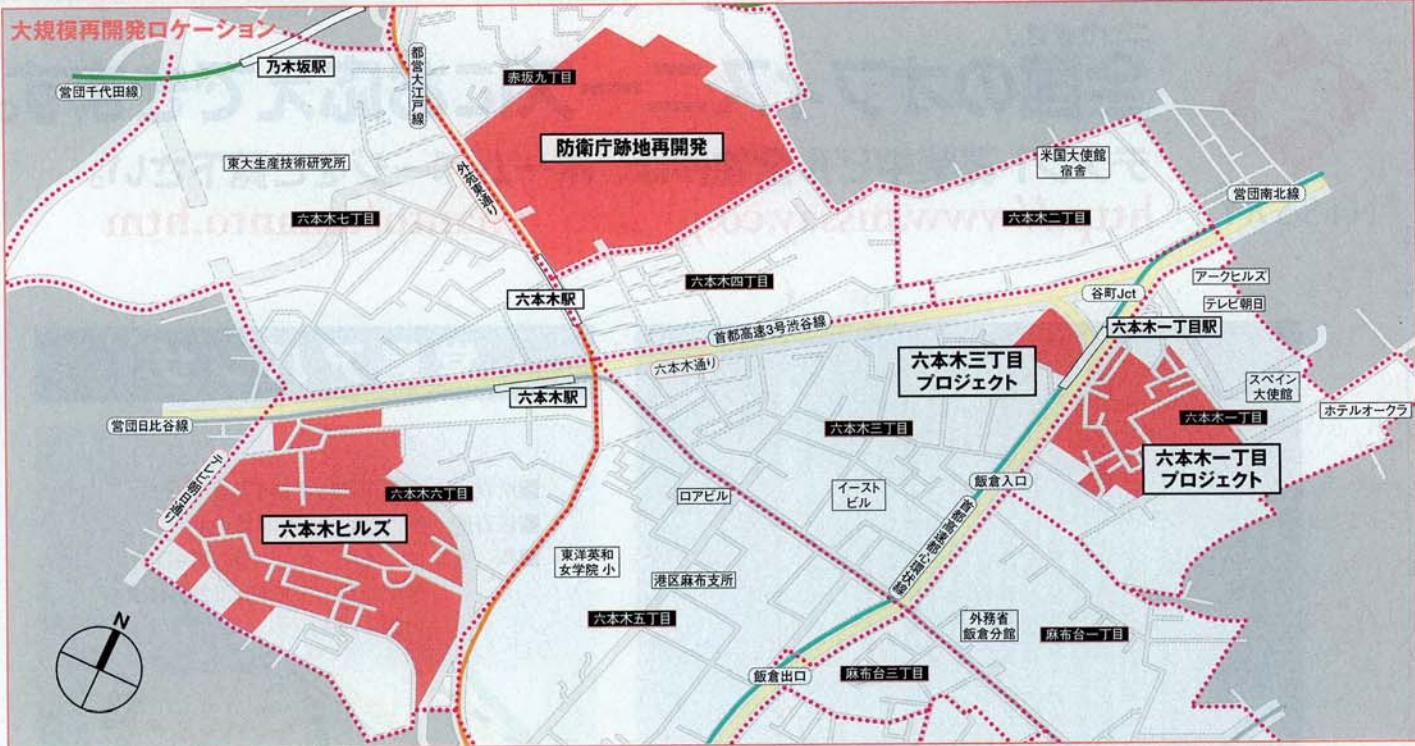 大規模再開発ロケーション
乃木坂駅
営団千代田線
都営大江戸線
赤坂九丁目
防衛庁跡地再開発
東大生産技術研究所
外苑東通り
米国大使館
宿舎
営団南北線
六本木七丁目
六本木二丁目
六本木四丁目
アークヒルズ
谷町Jct
テレビ朝日
六本木駅
首都高速3号渋谷線
六本木一丁目駅
六本木通り
六本木三丁目
プロジェクト
スペイン
大使館
六本木駅
ホテルオークラ
営団日比谷線
六本木三丁目
六本木一丁目
テレビ朝日通り
六本木一丁目
プロジェクト
飯倉入口
六本木六丁目
ロアビル
イースト
ビル
六本木ヒルズ
首都高速都心環状線
東洋英和
女学院 小
港区麻布支所
六本木五丁目
外務省
飯倉分館
麻布台一丁目
N
飯倉出口
麻布台三丁目